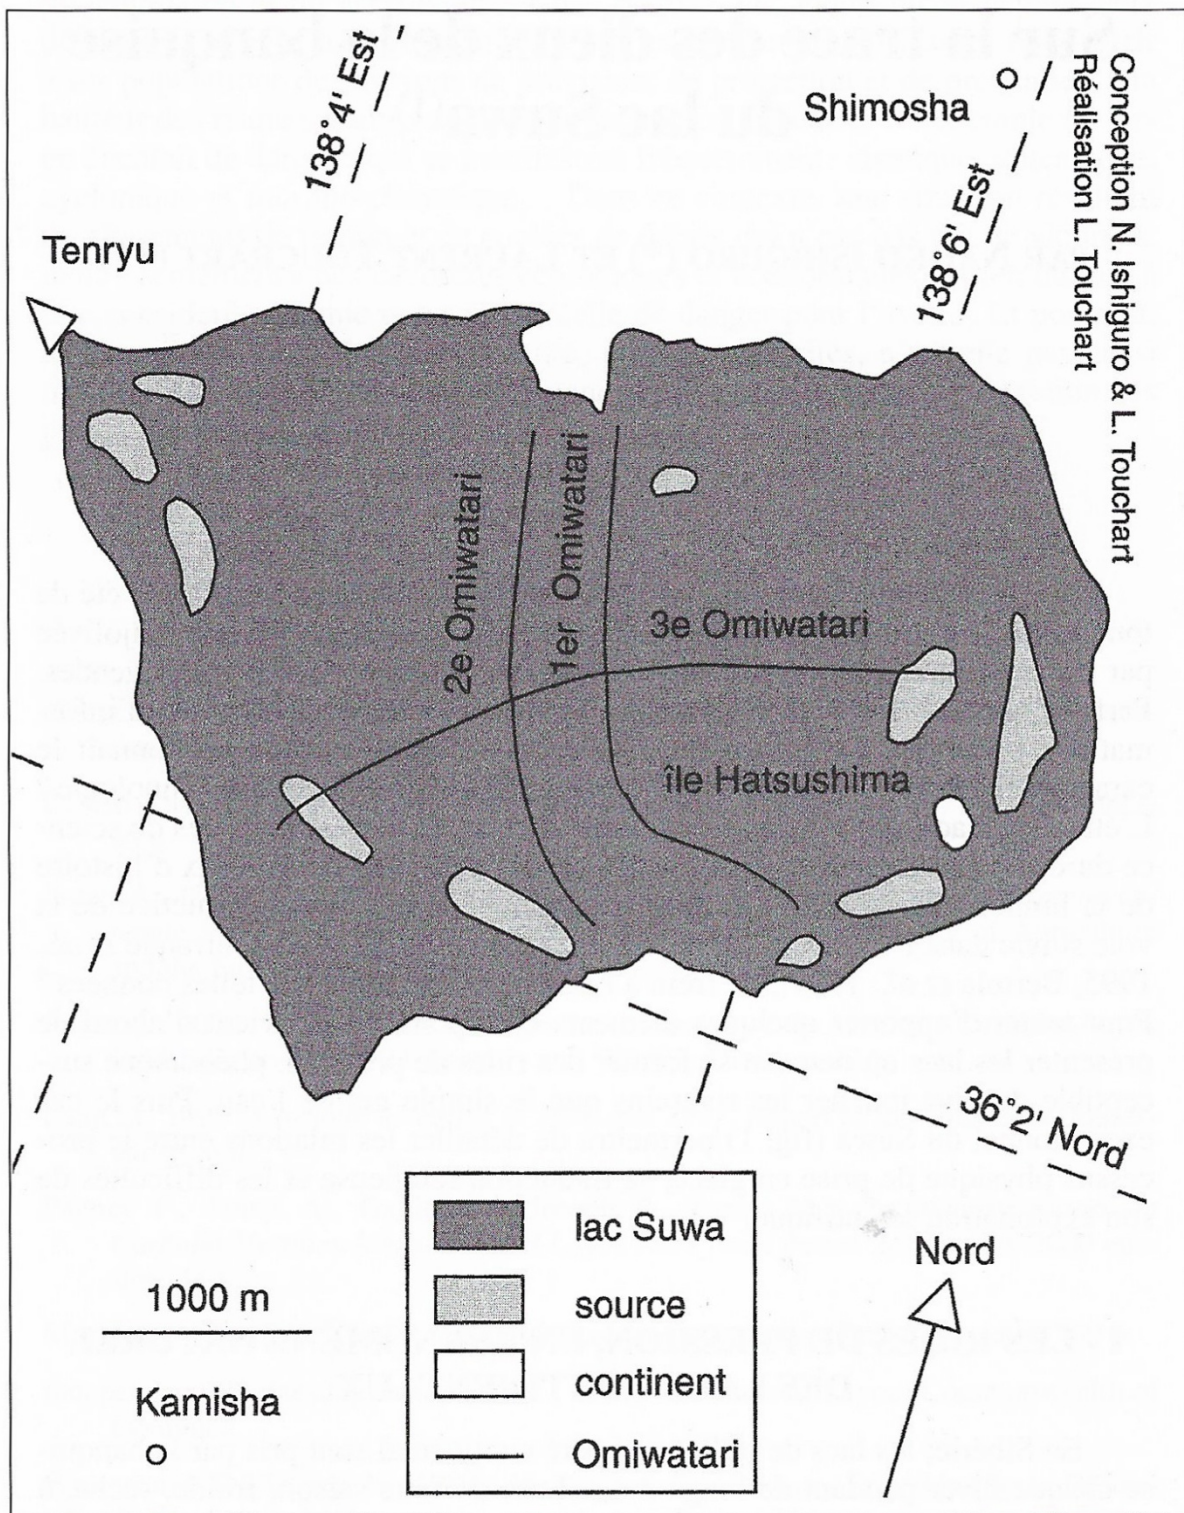 138°4' Est
Shimosha
138°6' Est
Conception N. Ishiguro & L. Touchart
Réalisation L. Touchart
Tenryu
2e Omiwatari
1er Omiwatari
3e Omiwatari
île Hatsushima
36°2' Nord
lac Suwa
source
continent
Omiwatari
1000 m
Kamisha
Nord